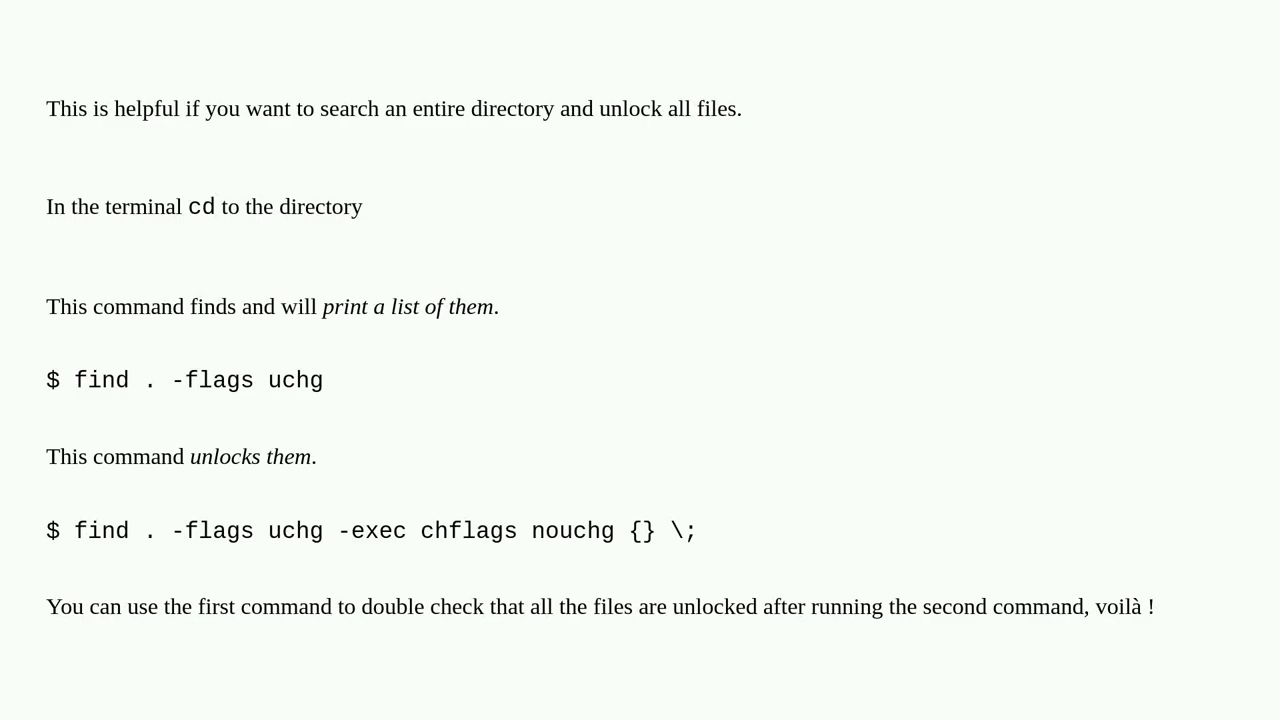 This is helpful if you want to search an entire directory and unlock all files.
In the terminal cd to the directory
This command finds and will print a list of them.
$ find . -flags uchg
This command unlocks them.
$ find . -flags uchg -exec chflags nouchg {} \;
You can use the first command to double check that all the files are unlocked after running the second command, voilà !